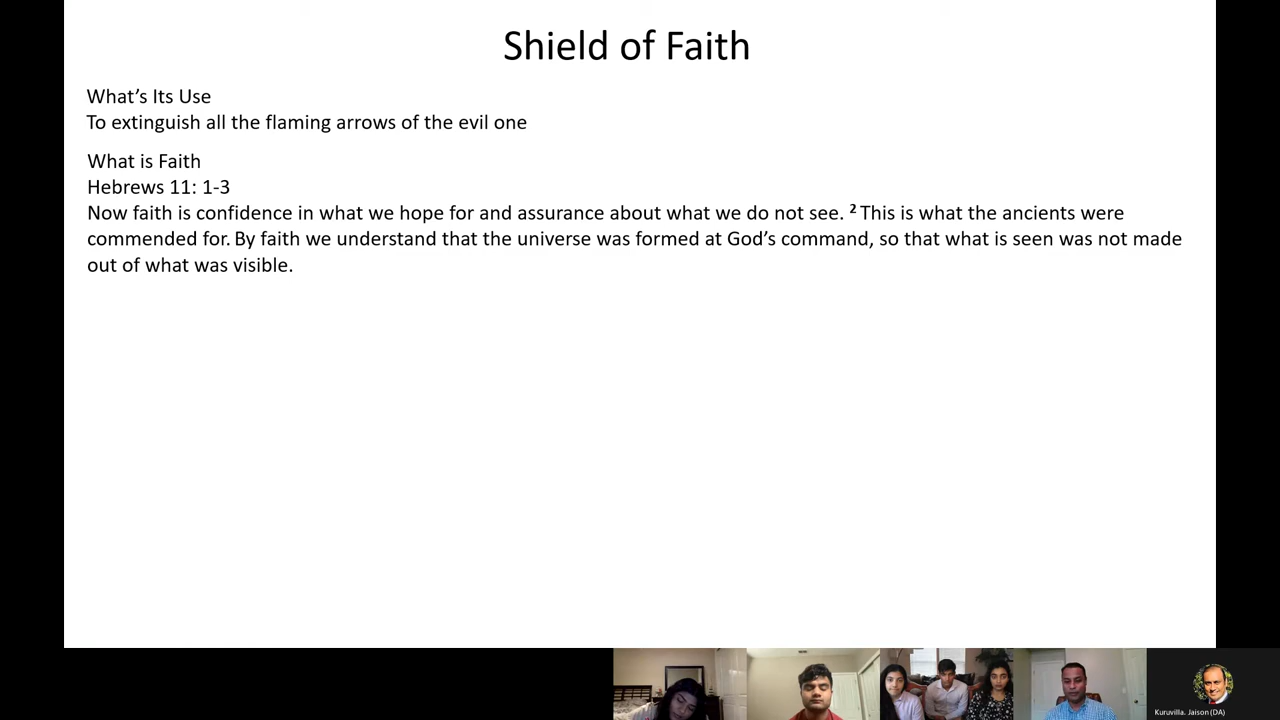 Shield of Faith
What’s Its Use
To extinguish all the flaming arrows of the evil one
What is Faith
Hebrews 11: 1-3
Now faith is confidence in what we hope for and assurance about what we do not see. ² This is what the ancients were
commended for. By faith we understand that the universe was formed at God’s command, so that what is seen was not made
out of what was visible.
Kuruvilla. Jaison (DA)